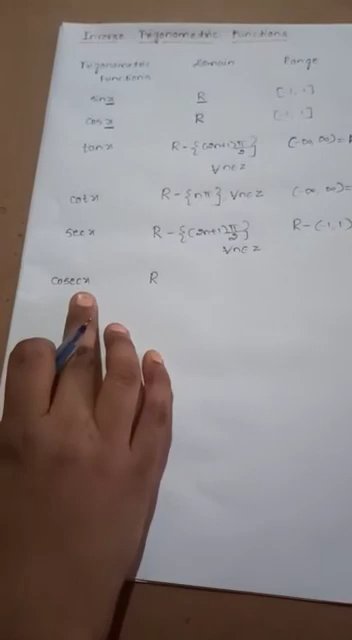 Inverse Trigonometric Functions
Trigonometric Functions Domain Range
sin x R [-1, 1]
cos x R [-1, 1]
tan x R - {(2n+1)π/2} (-∞, ∞) =
∀ n ∈ Z
cot x R - {nπ}, ∀ n ∈ Z (-∞, ∞) =
sec x R - {(2n+1)π/2} R - (-1, 1)
∀ n ∈ Z
cosec x R